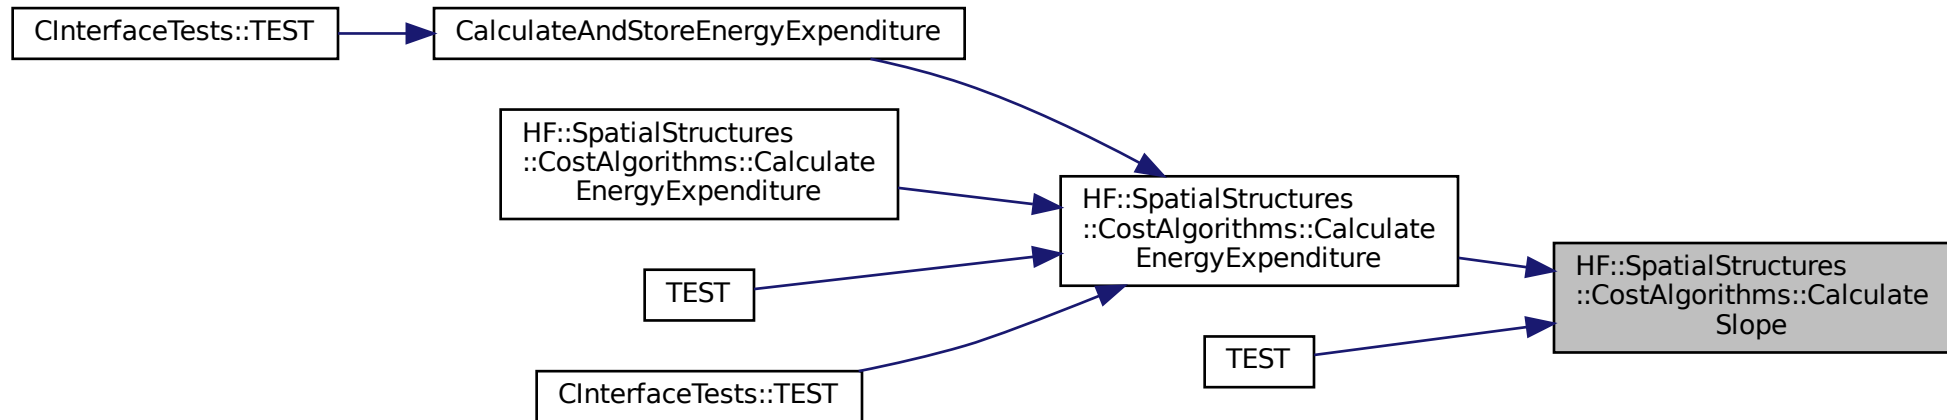 CInterfaceTests::TEST
CalculateAndStoreEnergyExpenditure
HF::SpatialStructures
::CostAlgorithms::Calculate
EnergyExpenditure
TEST
CInterfaceTests::TEST
HF::SpatialStructures
::CostAlgorithms::Calculate
EnergyExpenditure
TEST
HF::SpatialStructures
::CostAlgorithms::Calculate
Slope